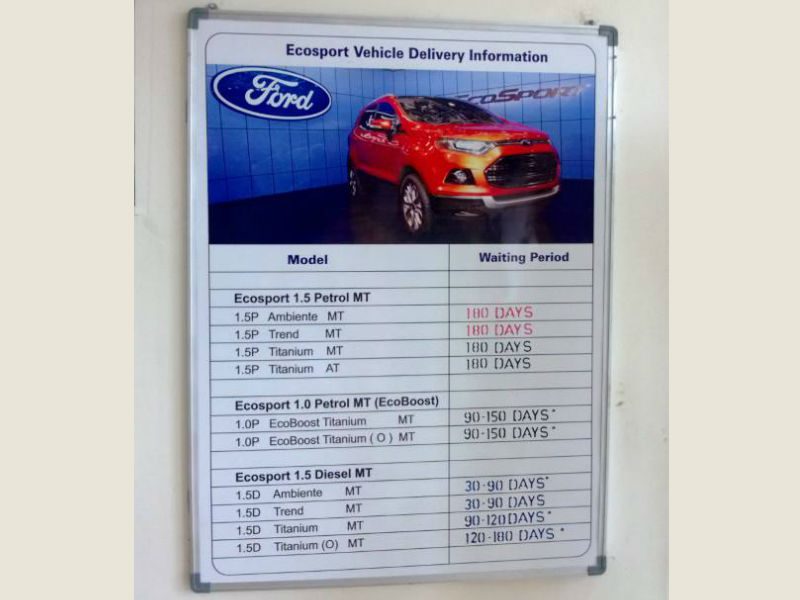 Ecosport Vehicle Delivery Information
Ford
ECOSPORT
Model Waiting Period
Ecosport 1.5 Petrol MT
1.5P Ambiente MT 180 DAYS
1.5P Trend MT 180 DAYS
1.5P Titanium MT 180 DAYS
1.5P Titanium AT 180 DAYS
Ecosport 1.0 Petrol MT (EcoBoost)
1.0P EcoBoost Titanium MT 90-150 DAYS*
1.0P EcoBoost Titanium ( O ) MT 90-150 DAYS*
Ecosport 1.5 Diesel MT
1.5D Ambiente MT 30-90 DAYS*
1.5D Trend MT 30-90 DAYS
1.5D Titanium MT 90-120 DAYS*
1.5D Titanium (O) MT 120-180 DAYS *